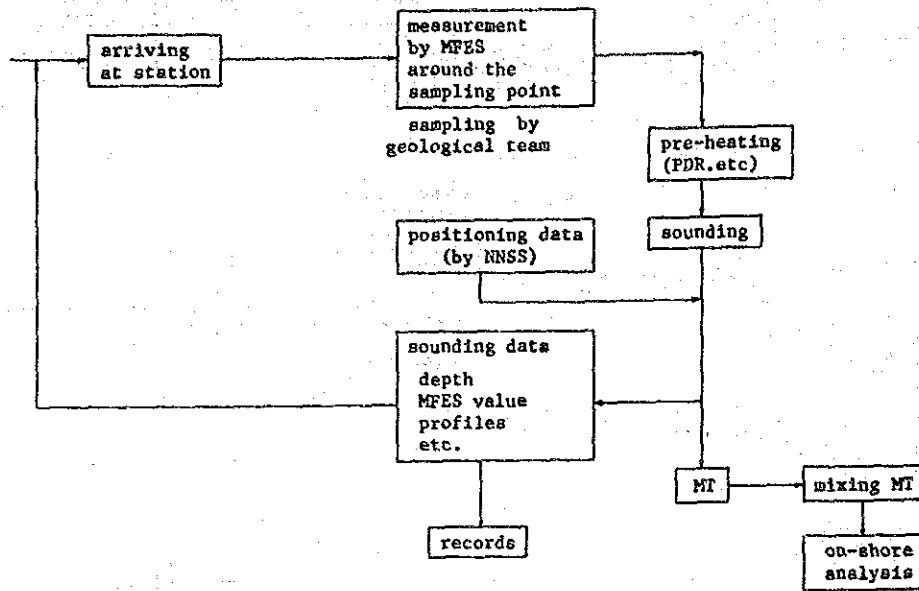 arriving
at station
measurement
by MFES
around the
sampling point
sampling by
geological team
pre-heating
(PDR.etc)
sounding
positioning data
(by NNSS)
sounding data
depth
MFES value
profiles
etc.
MT
mixing MT
records
on-shore
analysis